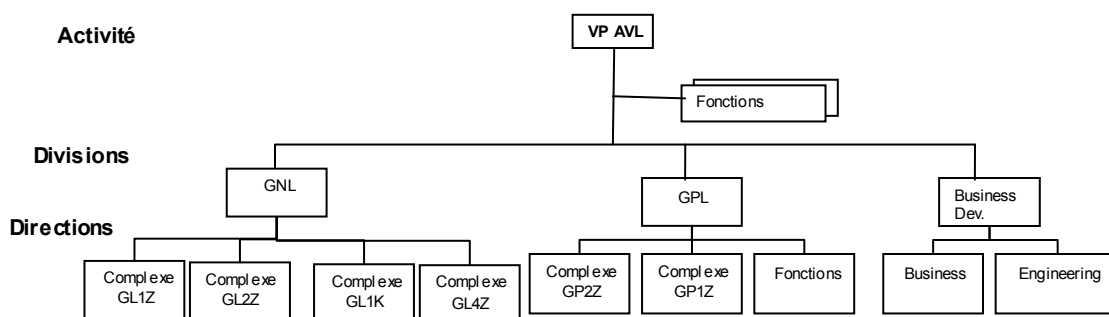 Activité
VP AVL
Fonctions
Divisions
GNL
GPL
Business
Dev.
Directions
Complexe
GL1Z
Complexe
GL2Z
Complexe
GL1K
Complexe
GL4Z
Complexe
GP2Z
Complexe
GP1Z
Fonctions
Business
Engineering